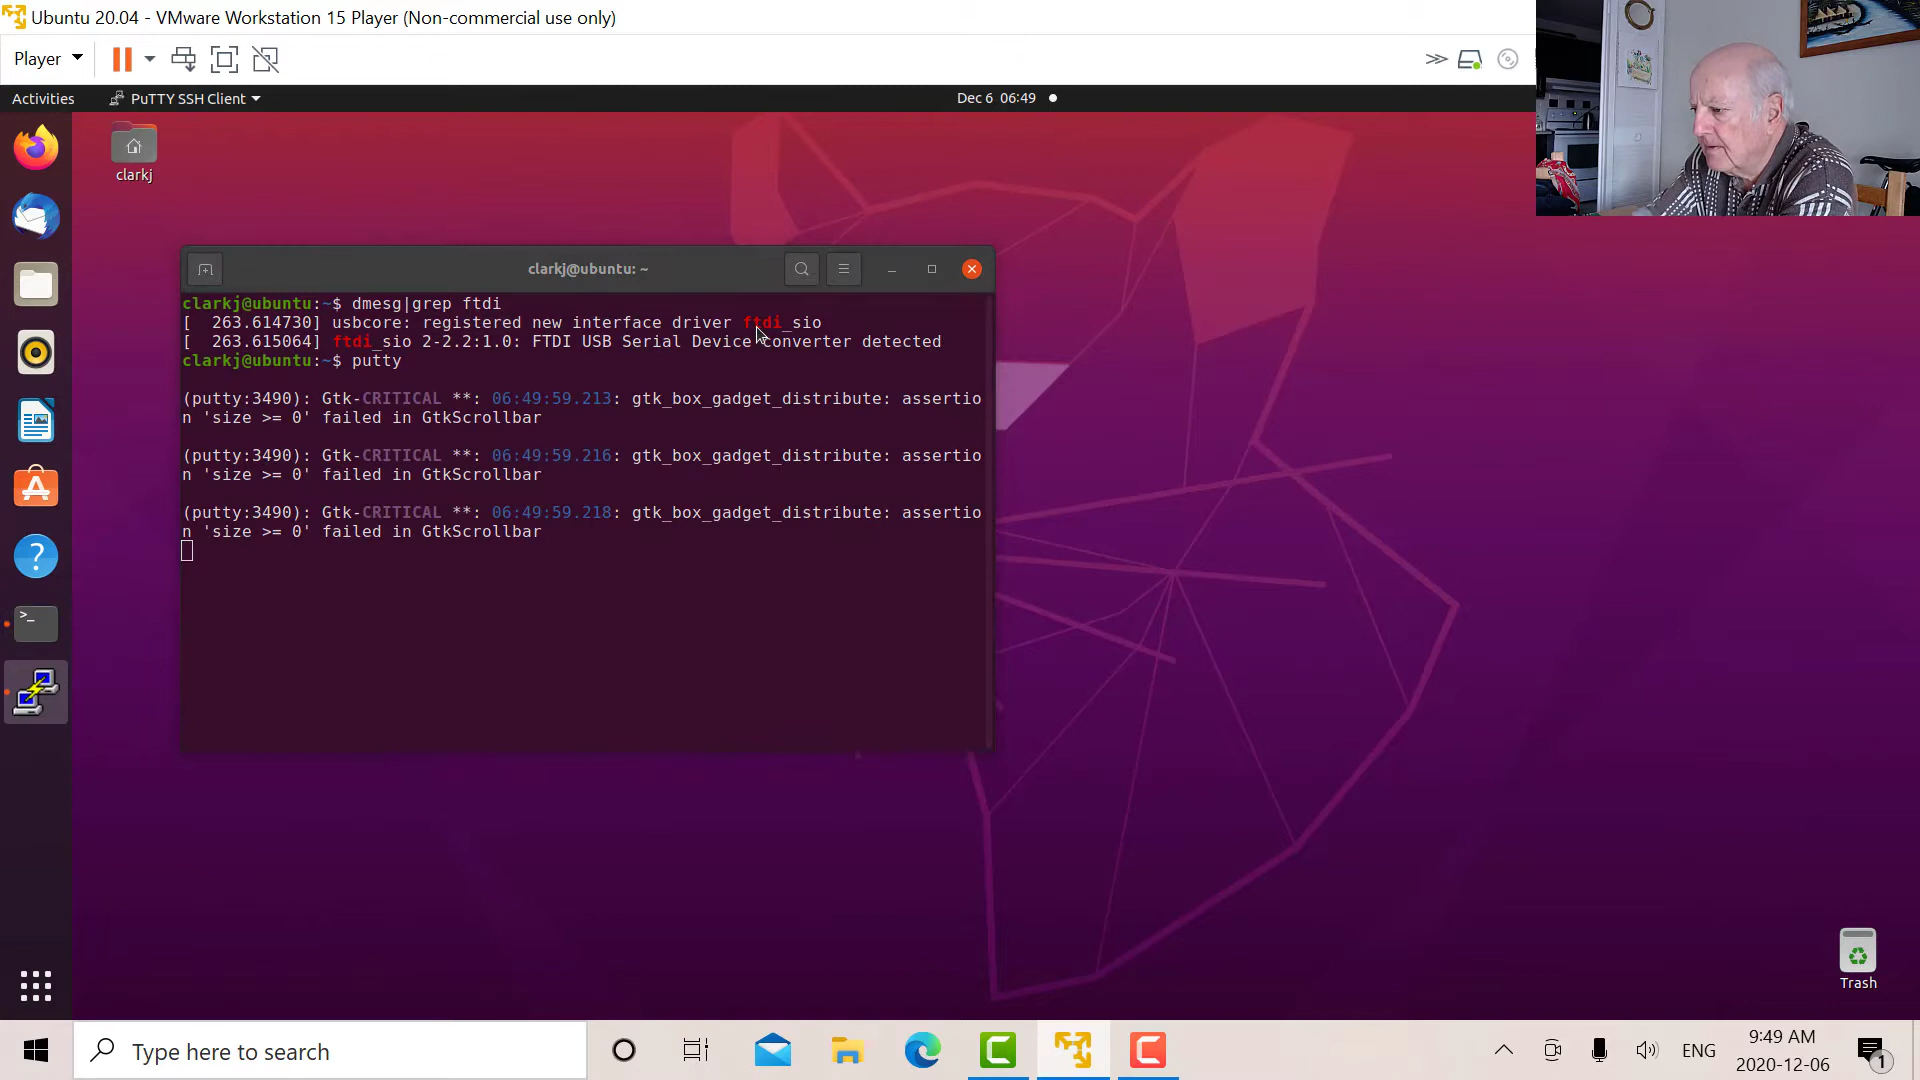 Ubuntu 20.04 - VMware Workstation 15 Player (Non-commercial use only)
Player
Activities
PuTTY SSH Client
Dec 6 06:49
clarkj
clarkj@ubuntu: ~
clarkj@ubuntu:~$ dmesg|grep ftdi
[  263.614730] usbcore: registered new interface driver ftdi_sio
[  263.615064] ftdi_sio 2-2.2:1.0: FTDI USB Serial Device converter detected
clarkj@ubuntu:~$ putty
(putty:3490): Gtk-CRITICAL **: 06:49:59.213: gtk_box_gadget_distribute: assertio
n 'size >= 0' failed in GtkScrollbar
(putty:3490): Gtk-CRITICAL **: 06:49:59.216: gtk_box_gadget_distribute: assertio
n 'size >= 0' failed in GtkScrollbar
(putty:3490): Gtk-CRITICAL **: 06:49:59.218: gtk_box_gadget_distribute: assertio
n 'size >= 0' failed in GtkScrollbar
Trash
Type here to search
ENG
9:49 AM
2020-12-06
1